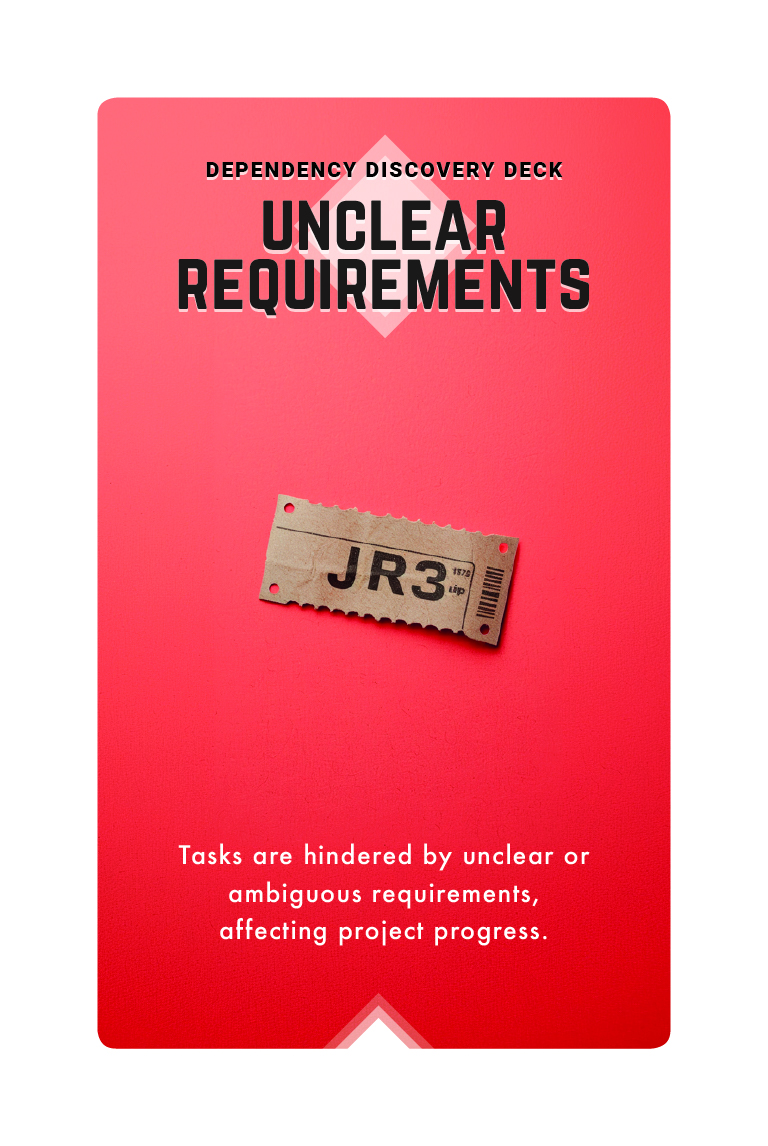 DEPENDENCY DISCOVERY DECK
UNCLEAR
REQUIREMENTS
JR3
Tasks are hindered by unclear or
ambiguous requirements,
affecting project progress.